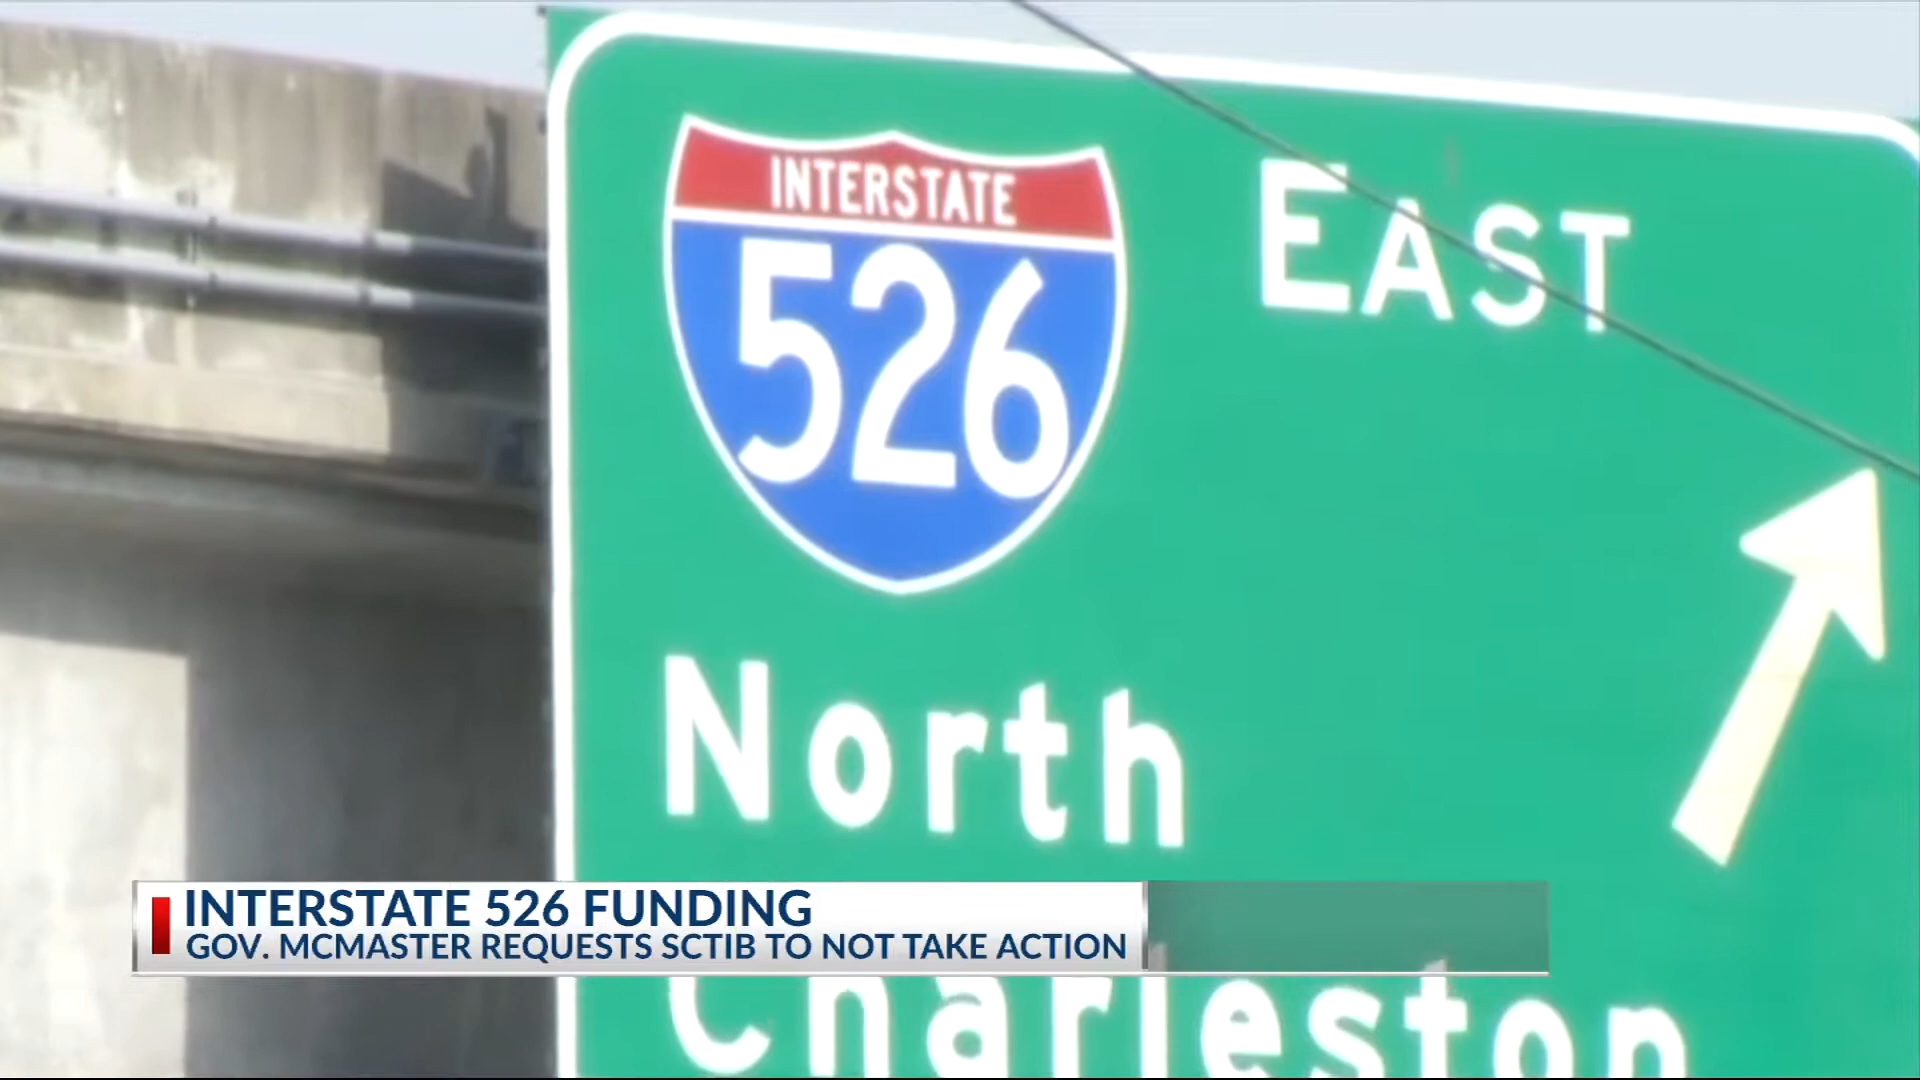 INTERSTATE
526
EAST
North
Charleston
INTERSTATE 526 FUNDING
GOV. MCMASTER REQUESTS SCTIB TO NOT TAKE ACTION